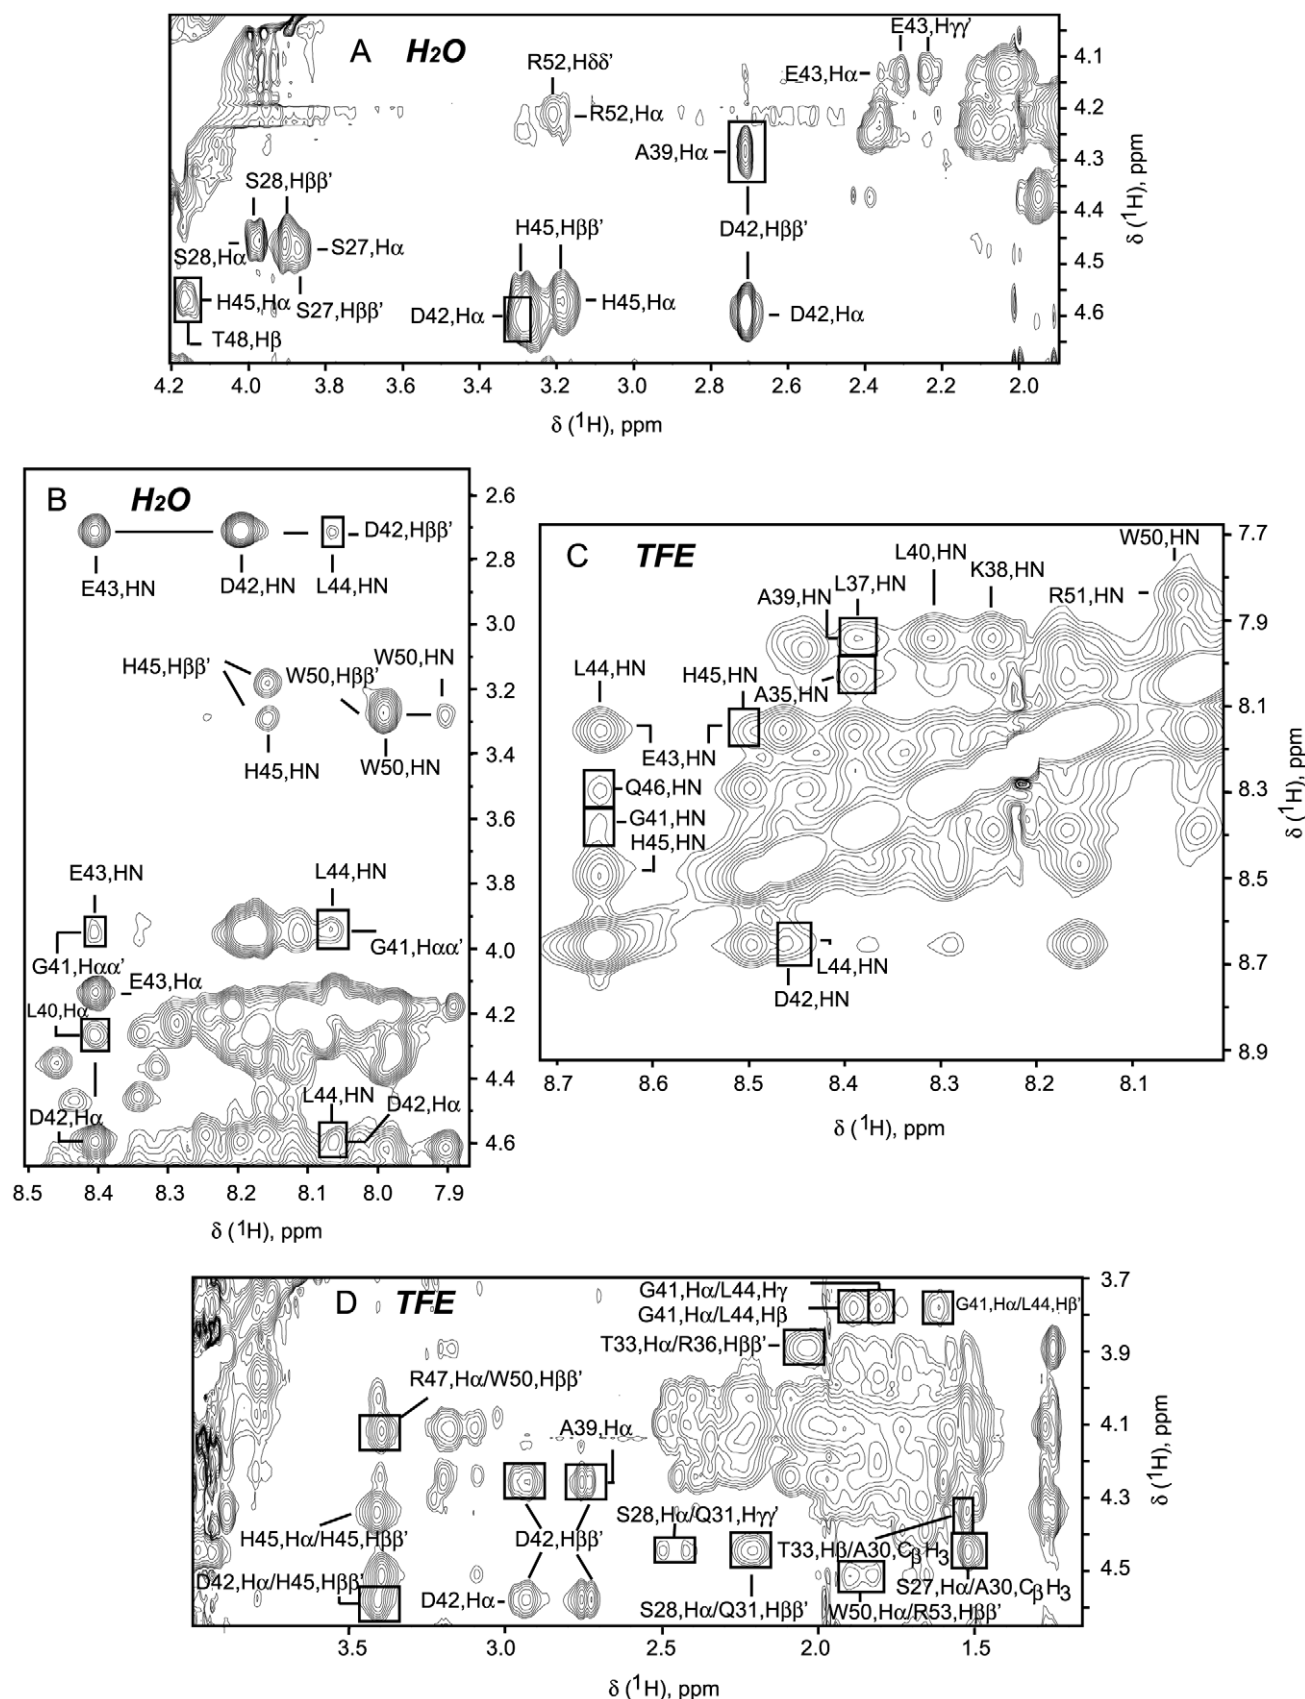 A H₂O
E43,Hγγ'
R52,Hδδ'
E43,Hα
R52,Hα
A39,Hα
S28,Hββ'
D42,Hββ'
H45,Hββ'
S28,Hα
S27,Hα
H45,Hα
S27,Hββ'
D42,Hα
H45,Hα
D42,Hα
T48,Hβ
4.1
4.2
4.3
4.4
4.5
4.6
δ (¹H), ppm
4.2 4.0 3.8 3.6 3.4 3.2 3.0 2.8 2.6 2.4 2.2 2.0
δ (¹H), ppm
B H₂O
D42,Hββ'
E43,HN D42,HN L44,HN
H45,Hββ'
W50,Hββ'
W50,HN
H45,HN
W50,HN
E43,HN
L44,HN
G41,Hαα'
G41,Hαα'
E43,Hα
L40,Hα
L44,HN
D42,Hα
D42,Hα
2.6
2.8
3.0
3.2
3.4
3.6
3.8
4.0
4.2
4.4
4.6
δ (¹H), ppm
8.5 8.4 8.3 8.2 8.1 8.0 7.9
δ (¹H), ppm
C TFE
W50,HN
L40,HN
L37,HN
K38,HN
A39,HN
R51,HN
L44,HN
H45,HN
A35,HN
E43,HN
Q46,HN
G41,HN
H45,HN
L44,HN
D42,HN
7.7
7.9
8.1
8.3
8.5
8.7
8.9
δ (¹H), ppm
8.7 8.6 8.5 8.4 8.3 8.2 8.1
δ (¹H), ppm
D TFE
G41,Hα/L44,Hγ
G41,Hα/L44,Hβ
G41,Hα/L44,Hβ'
T33,Hα/R36,Hββ'
R47,Hα/W50,Hββ'
A39,Hα
S28,Hα/Q31,Hγγ'
H45,Hα/H45,Hββ'
D42,Hββ'
T33,Hβ/A30,CβH₃
D42,Hα/H45,Hββ'
D42,Hα
S27,Hα/A30,CβH₃
S28,Hα/Q31,Hββ'
W50,Hα/R53,Hββ'
3.7
3.9
4.1
4.3
4.5
δ (¹H), ppm
3.5 3.0 2.5 2.0 1.5
δ (¹H), ppm